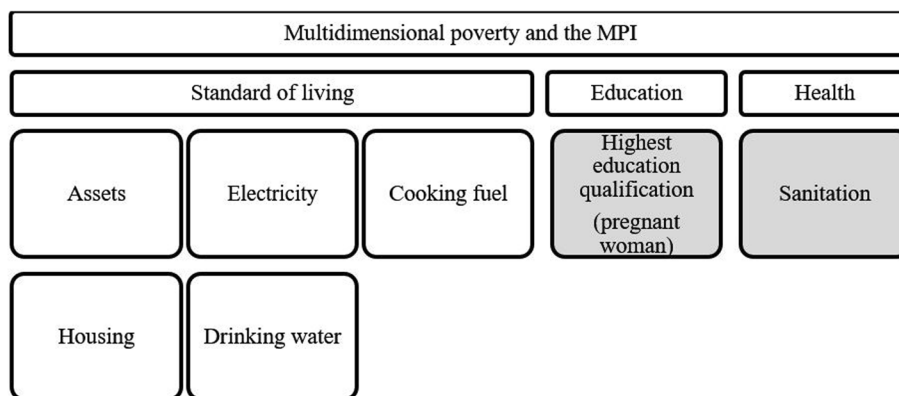 Multidimensional poverty and the MPI
Standard of living
Education
Health
Assets
Electricity
Cooking fuel
Highest
education
qualification
(pregnant
woman)
Sanitation
Housing
Drinking water